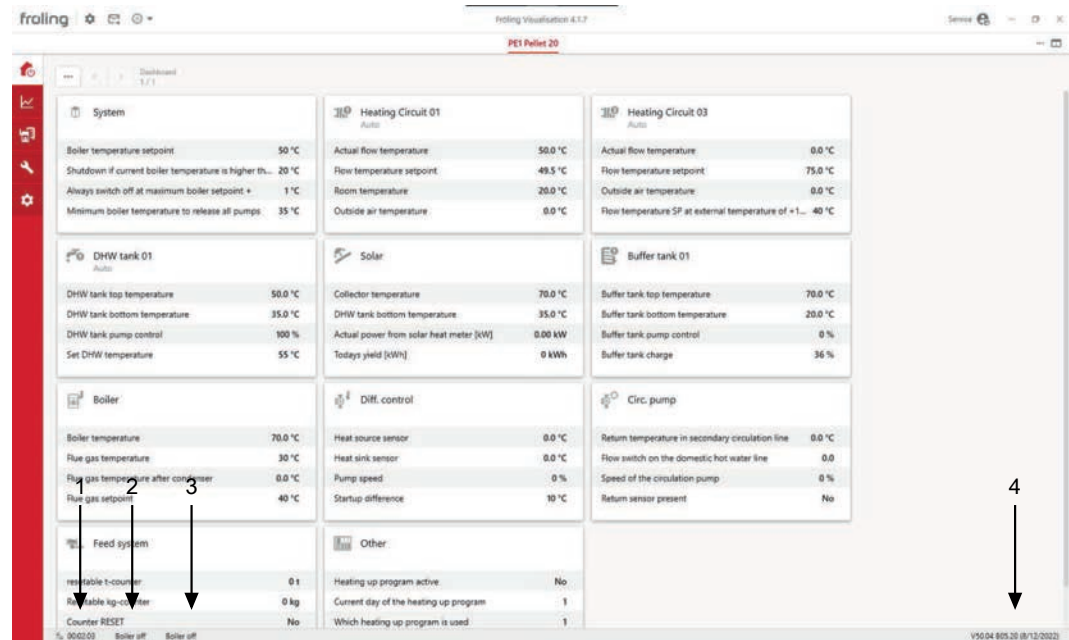 froling
Fröling Visualisation 4.1.7
Service
PE1 Pellet 20
Dashboard
1 / 1
System
Boiler temperature setpoint 50 °C
Shutdown if current boiler temperature is higher th... 20 °C
Always switch off at maximum boiler setpoint + 1 °C
Minimum boiler temperature to release all pumps 35 °C
Heating Circuit 01
Auto
Actual flow temperature 50.0 °C
Flow temperature setpoint 49.5 °C
Room temperature 20.0 °C
Outside air temperature 0.0 °C
Heating Circuit 03
Auto
Actual flow temperature 0.0 °C
Flow temperature setpoint 75.0 °C
Outside air temperature 0.0 °C
Flow temperature SP at external temperature of +1... 40 °C
DHW tank 01
Auto
DHW tank top temperature 50.0 °C
DHW tank bottom temperature 35.0 °C
DHW tank pump control 100 %
Set DHW temperature 55 °C
Solar
Collector temperature 70.0 °C
DHW tank bottom temperature 35.0 °C
Actual power from solar heat meter [kW] 0.00 kW
Todays yield [kWh] 0 kWh
Buffer tank 01
Buffer tank top temperature 70.0 °C
Buffer tank bottom temperature 20.0 °C
Buffer tank pump control 0 %
Buffer tank charge 36 %
Boiler
Boiler temperature 70.0 °C
Flue gas temperature 30 °C
Flue gas temperature after condenser 0.0 °C
Flue gas setpoint 40 °C
Diff. control
Heat source sensor 0.0 °C
Heat sink sensor 0.0 °C
Pump speed 0 %
Startup difference 10 °C
Circ. pump
Return temperature in secondary circulation line 0.0 °C
Flow switch on the domestic hot water line 0.0
Speed of the circulation pump 0 %
Return sensor present No
1 2 3 4
Feed system
resetable t-counter 0 t
Resetable kg-counter 0 kg
Counter RESET No
Other
Heating up program active No
Current day of the heating up program 1
Which heating up program is used 1
00:02:03 Boiler off Boiler off V50.04 B05.20 (8/12/2022)